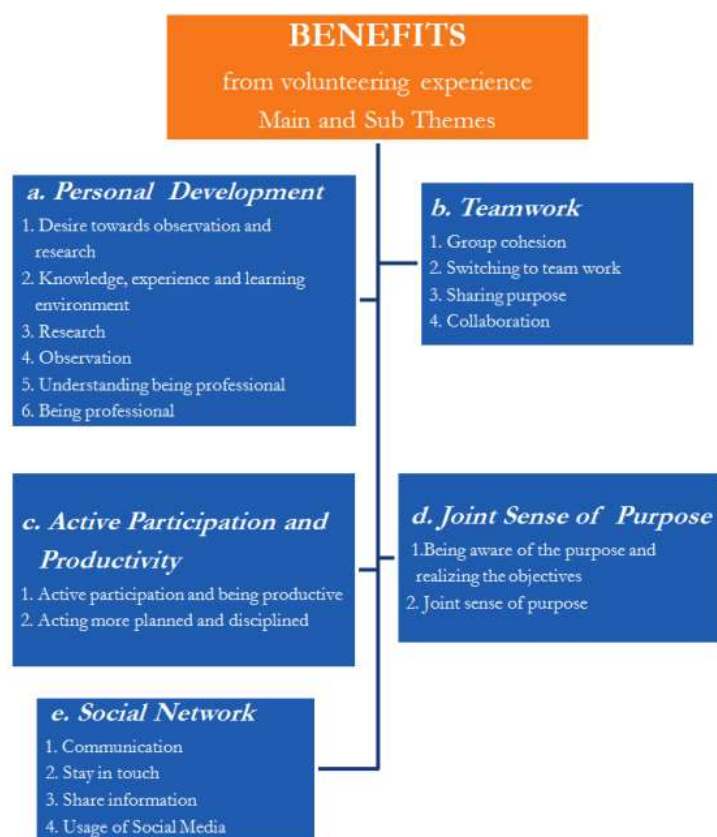 BENEFITS
from volunteering experience
Main and Sub Themes
a. Personal Development
1. Desire towards observation and
research
2. Knowledge, experience and learning
environment
3. Research
4. Observation
5. Understanding being professional
6. Being professional
b. Teamwork
1. Group cohesion
2. Switching to team work
3. Sharing purpose
4. Collaboration
c. Active Participation and
Productivity
1. Active participation and being productive
2. Acting more planned and disciplined
d. Joint Sense of Purpose
1.Being aware of the purpose and
realizing the objectives
2. Joint sense of purpose
e. Social Network
1. Communication
2. Stay in touch
3. Share information
4. Usage of Social Media